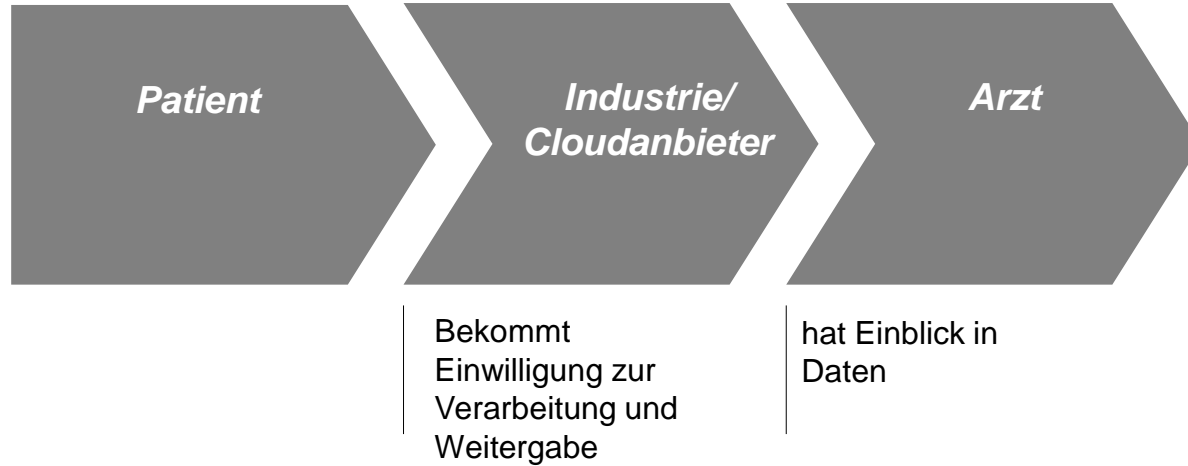 Patient
Industrie/
Cloudanbieter
Arzt
Bekommt
Einwilligung zur
Verarbeitung und
Weitergabe
hat Einblick in
Daten